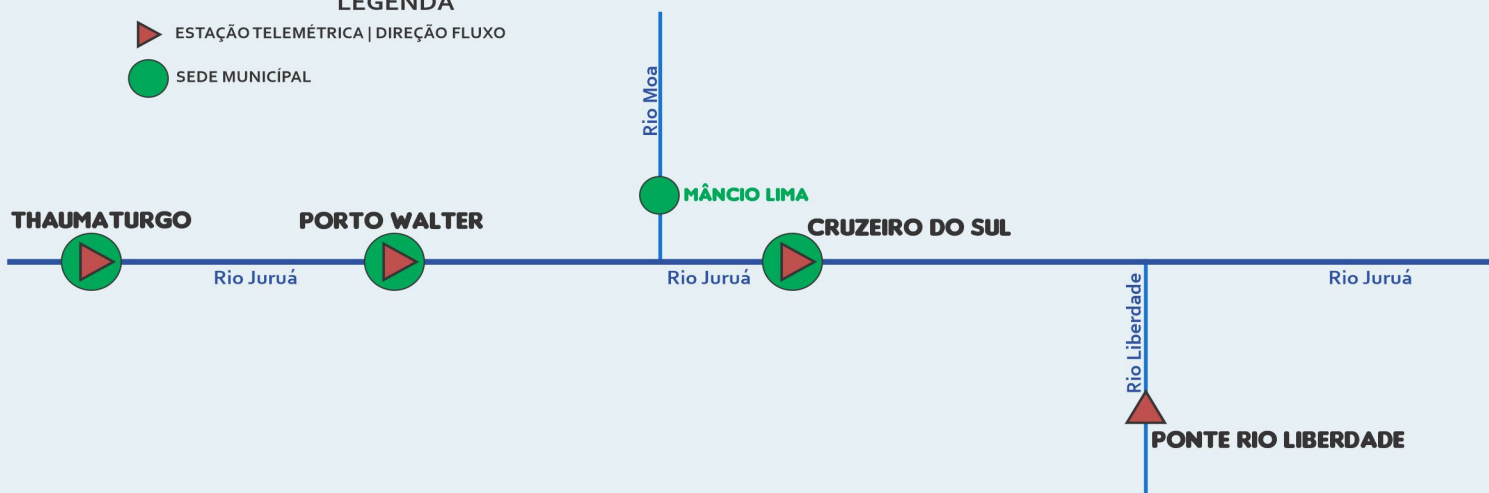 LEGENDA
ESTAÇÃO TELEMÉTRICA | DIREÇÃO FLUXO
SEDE MUNICÍPAL
Rio Moa
MÂNCIO LIMA
THAUMATURGO
PORTO WALTER
CRUZEIRO DO SUL
Rio Juruá
Rio Juruá
Rio Juruá
Rio Liberdade
PONTE RIO LIBERDADE